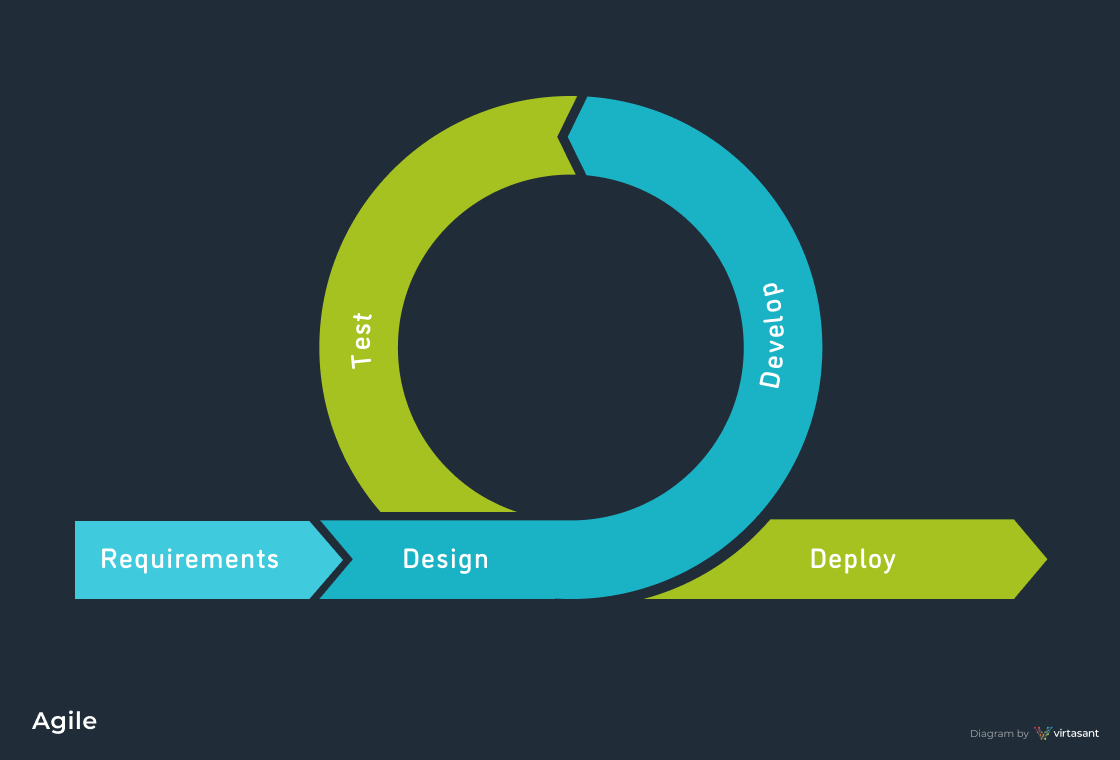 Test
Develop
Requirements
Design
Deploy
Agile
Diagram by virtasant